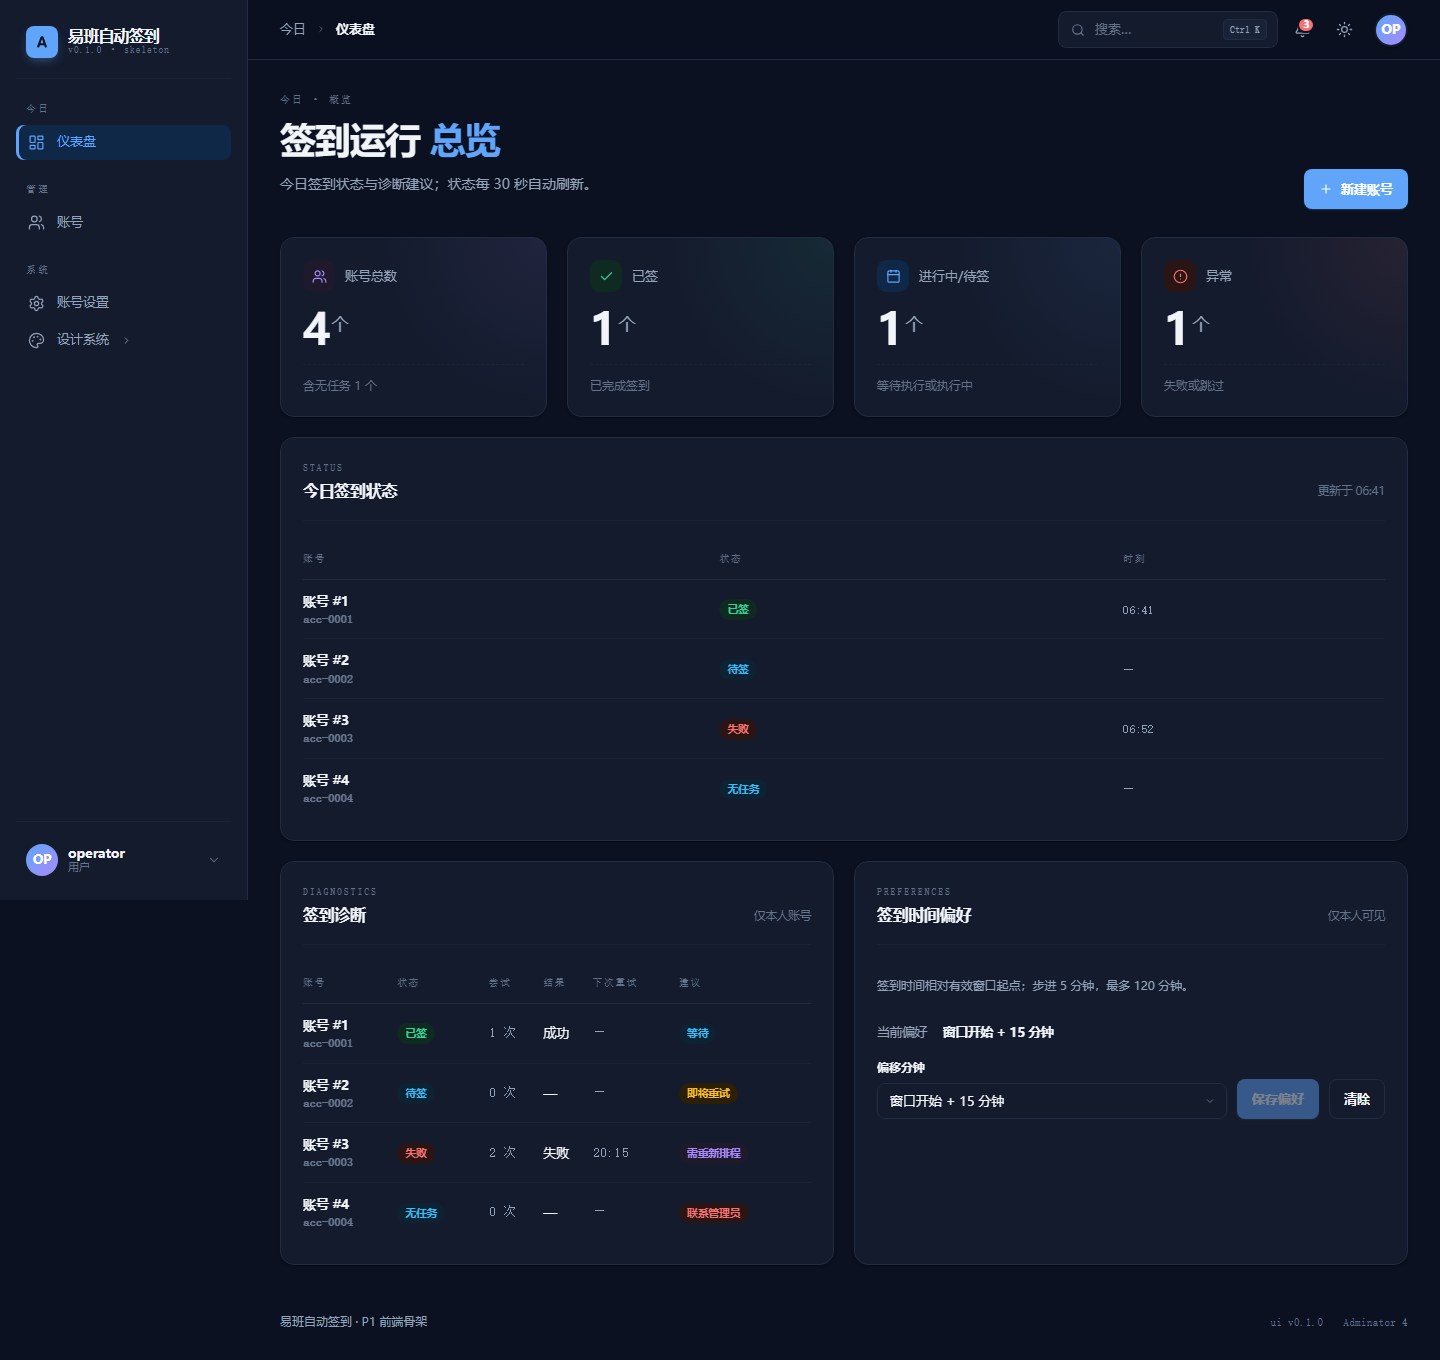 A
易班自动签到
v0.1.0 • skeleton
今日
仪表盘
管理
账号
系统
账号设置
设计系统
OP
operator
用户
今日 › 仪表盘
搜索...
Ctrl K
3
OP
今日 • 概览
签到运行 总览
今日签到状态与诊断建议；状态每 30 秒自动刷新。
+ 新建账号
账号总数
4个
含无任务 1 个
已签
1个
已完成签到
进行中/待签
1个
等待执行或执行中
异常
1个
失败或跳过
STATUS
今日签到状态
更新于 06:41
账号 状态 时刻
账号 #1
acc-0001
已签
06:41
账号 #2
acc-0002
待签
—
账号 #3
acc-0003
失败
06:52
账号 #4
acc-0004
无任务
—
DIAGNOSTICS
签到诊断
仅本人账号
账号 状态 尝试 结果 下次重试 建议
账号 #1
acc-0001
已签 1 次 成功 — 等待
账号 #2
acc-0002
待签 0 次 — — 即将重试
账号 #3
acc-0003
失败 2 次 失败 20:15 需重新排程
账号 #4
acc-0004
无任务 0 次 — — 联系管理员
PREFERENCES
签到时间偏好
仅本人可见
签到时间相对有效窗口起点；步进 5 分钟，最多 120 分钟。
当前偏好 窗口开始 + 15 分钟
偏移分钟
窗口开始 + 15 分钟
保存偏好
清除
易班自动签到 · P1 前端骨架
ui v0.1.0 Adminator 4